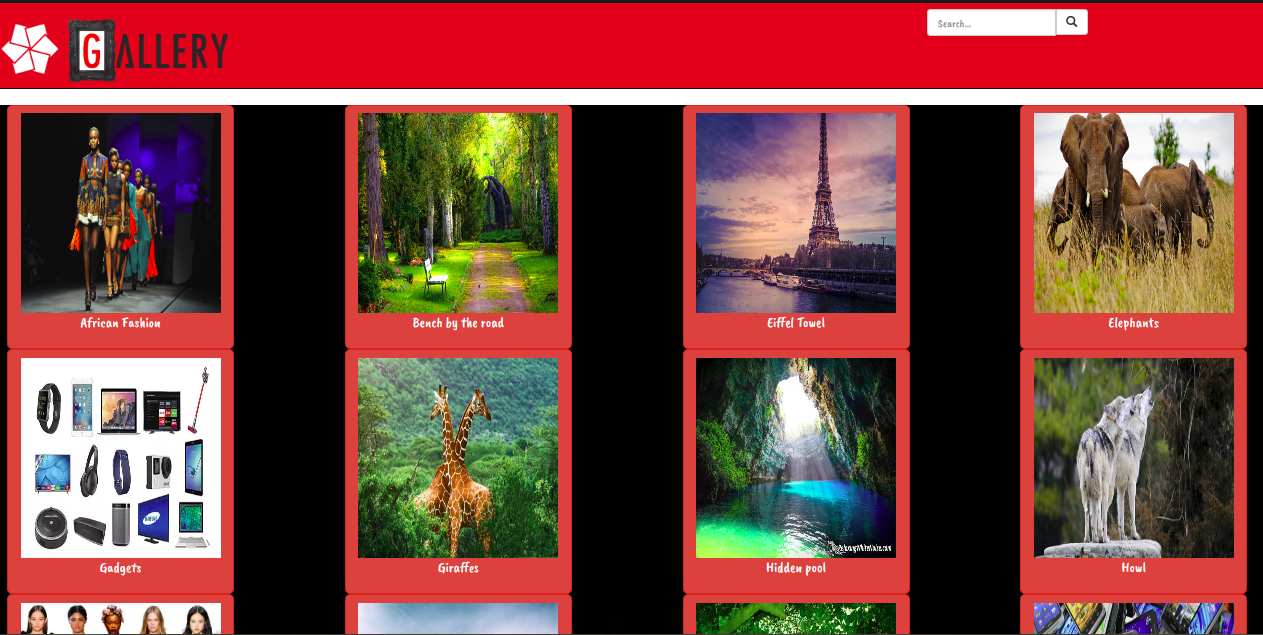 GALLERY
Search...
African Fashion
Bench by the road
Eiffel Towel
Elephants
Gadgets
Giraffes
Hidden pool
Howl